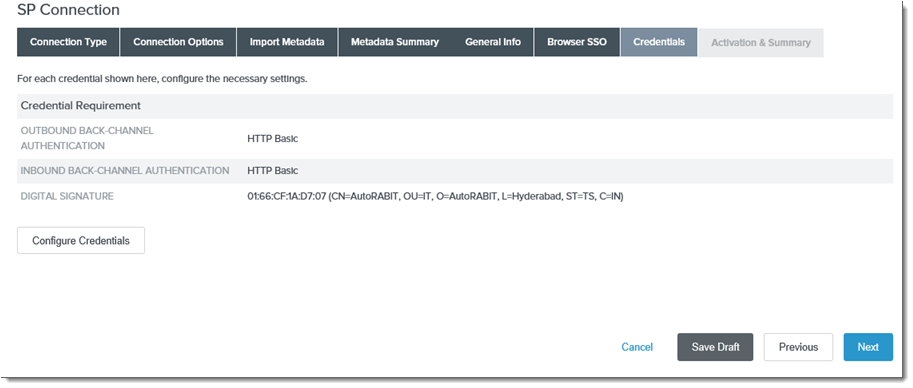 SP Connection
Connection Type Connection Options Import Metadata Metadata Summary General Info Browser SSO Credentials Activation & Summary
For each credential shown here, configure the necessary settings.
Credential Requirement
OUTBOUND BACK-CHANNEL
AUTHENTICATION HTTP Basic
INBOUND BACK-CHANNEL AUTHENTICATION HTTP Basic
DIGITAL SIGNATURE 01:66:CF:1A:D7:07 (CN=AutoRABIT, OU=IT, O=AutoRABIT, L=Hyderabad, ST=TS, C=IN)
Configure Credentials
Cancel Save Draft Previous Next